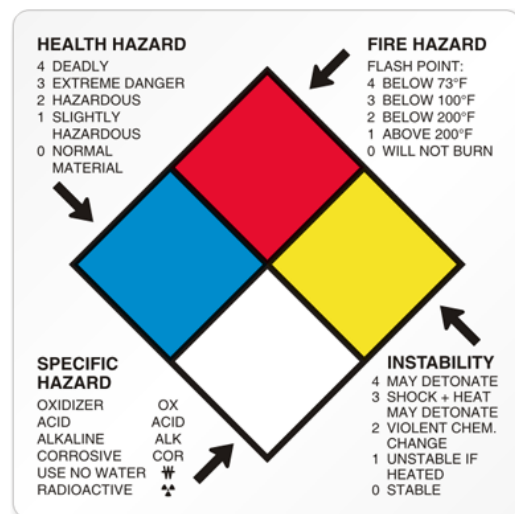 HEALTH HAZARD
4 DEADLY
3 EXTREME DANGER
2 HAZARDOUS
1 SLIGHTLY
HAZARDOUS
0 NORMAL
MATERIAL
FIRE HAZARD
FLASH POINT:
4 BELOW 73°F
3 BELOW 100°F
2 BELOW 200°F
1 ABOVE 200°F
0 WILL NOT BURN
SPECIFIC
HAZARD
OXIDIZER OX
ACID ACID
ALKALINE ALK
CORROSIVE COR
USE NO WATER W
RADIOACTIVE
INSTABILITY
4 MAY DETONATE
3 SHOCK + HEAT
MAY DETONATE
2 VIOLENT CHEM.
CHANGE
1 UNSTABLE IF
HEATED
0 STABLE